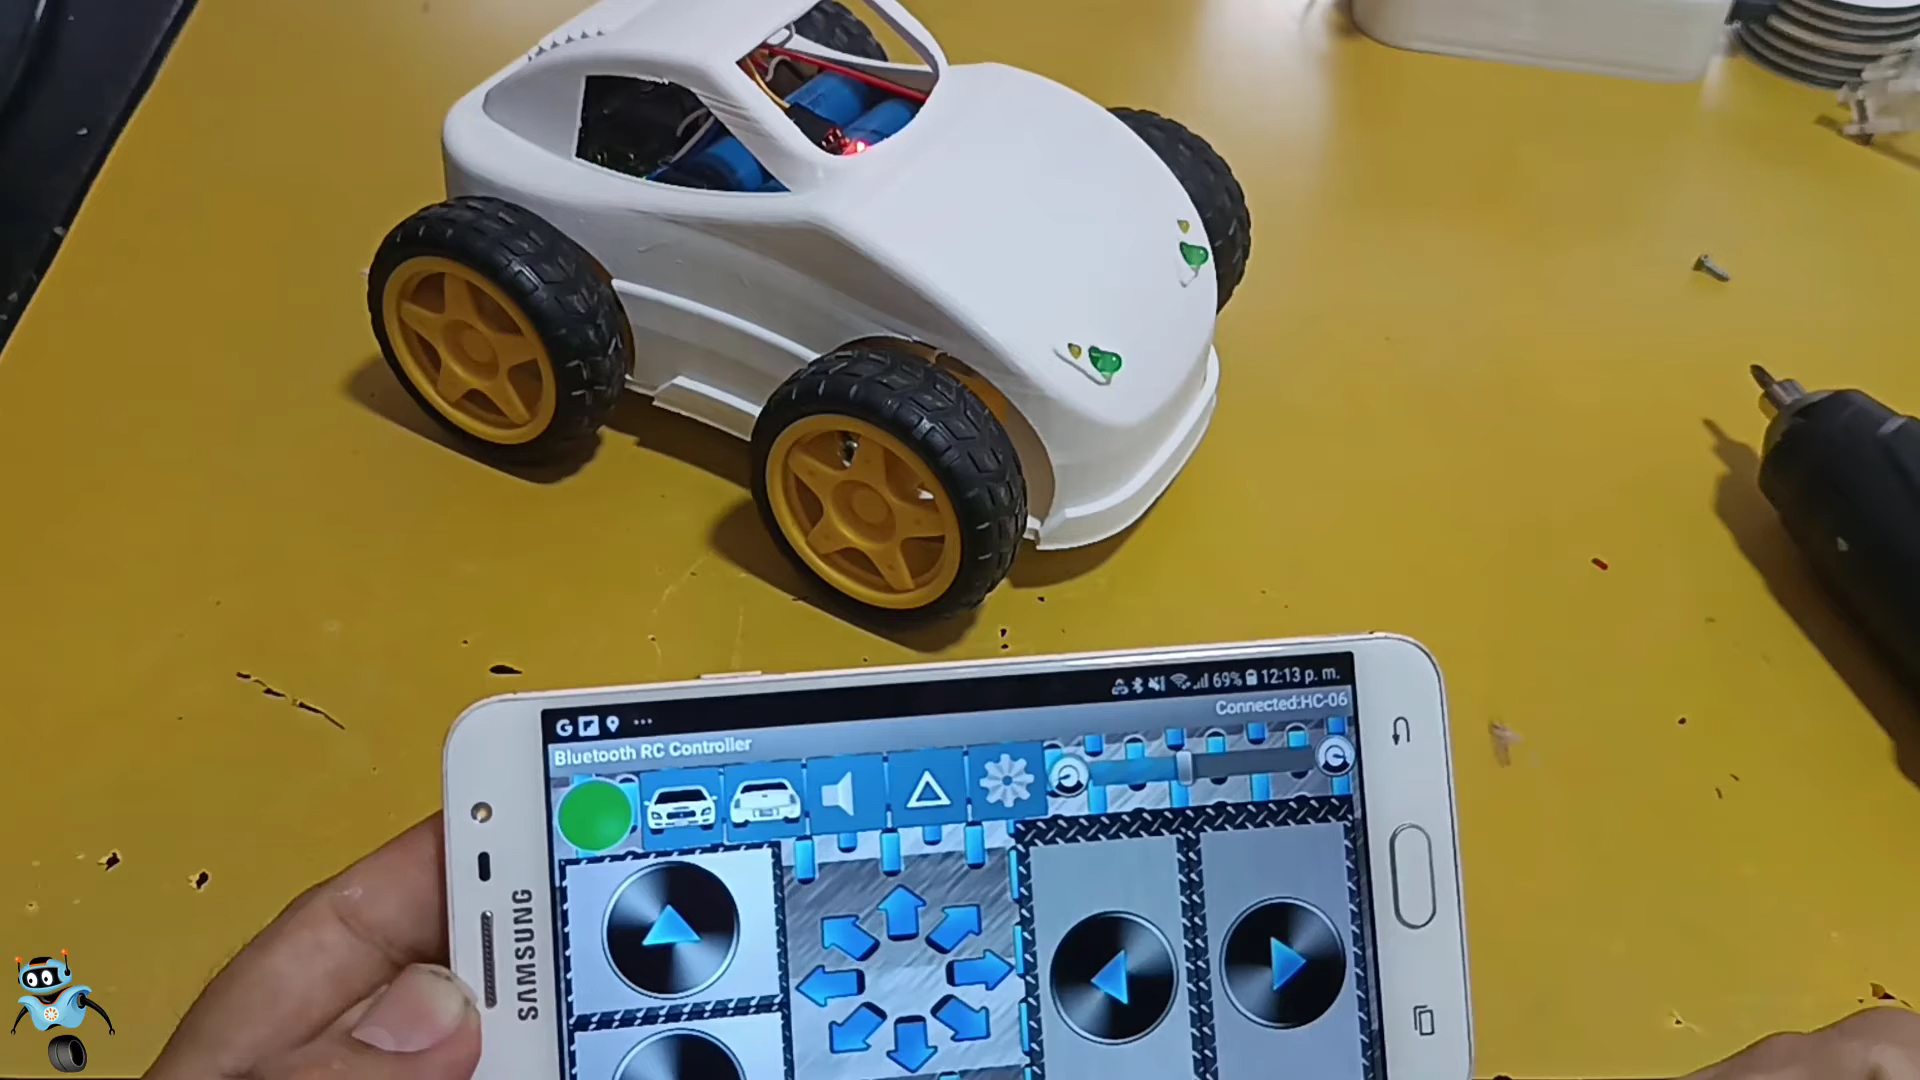 G ... 69% 12:13 p. m.
Connected:HC-06
Bluetooth RC Controller
SAMSUNG